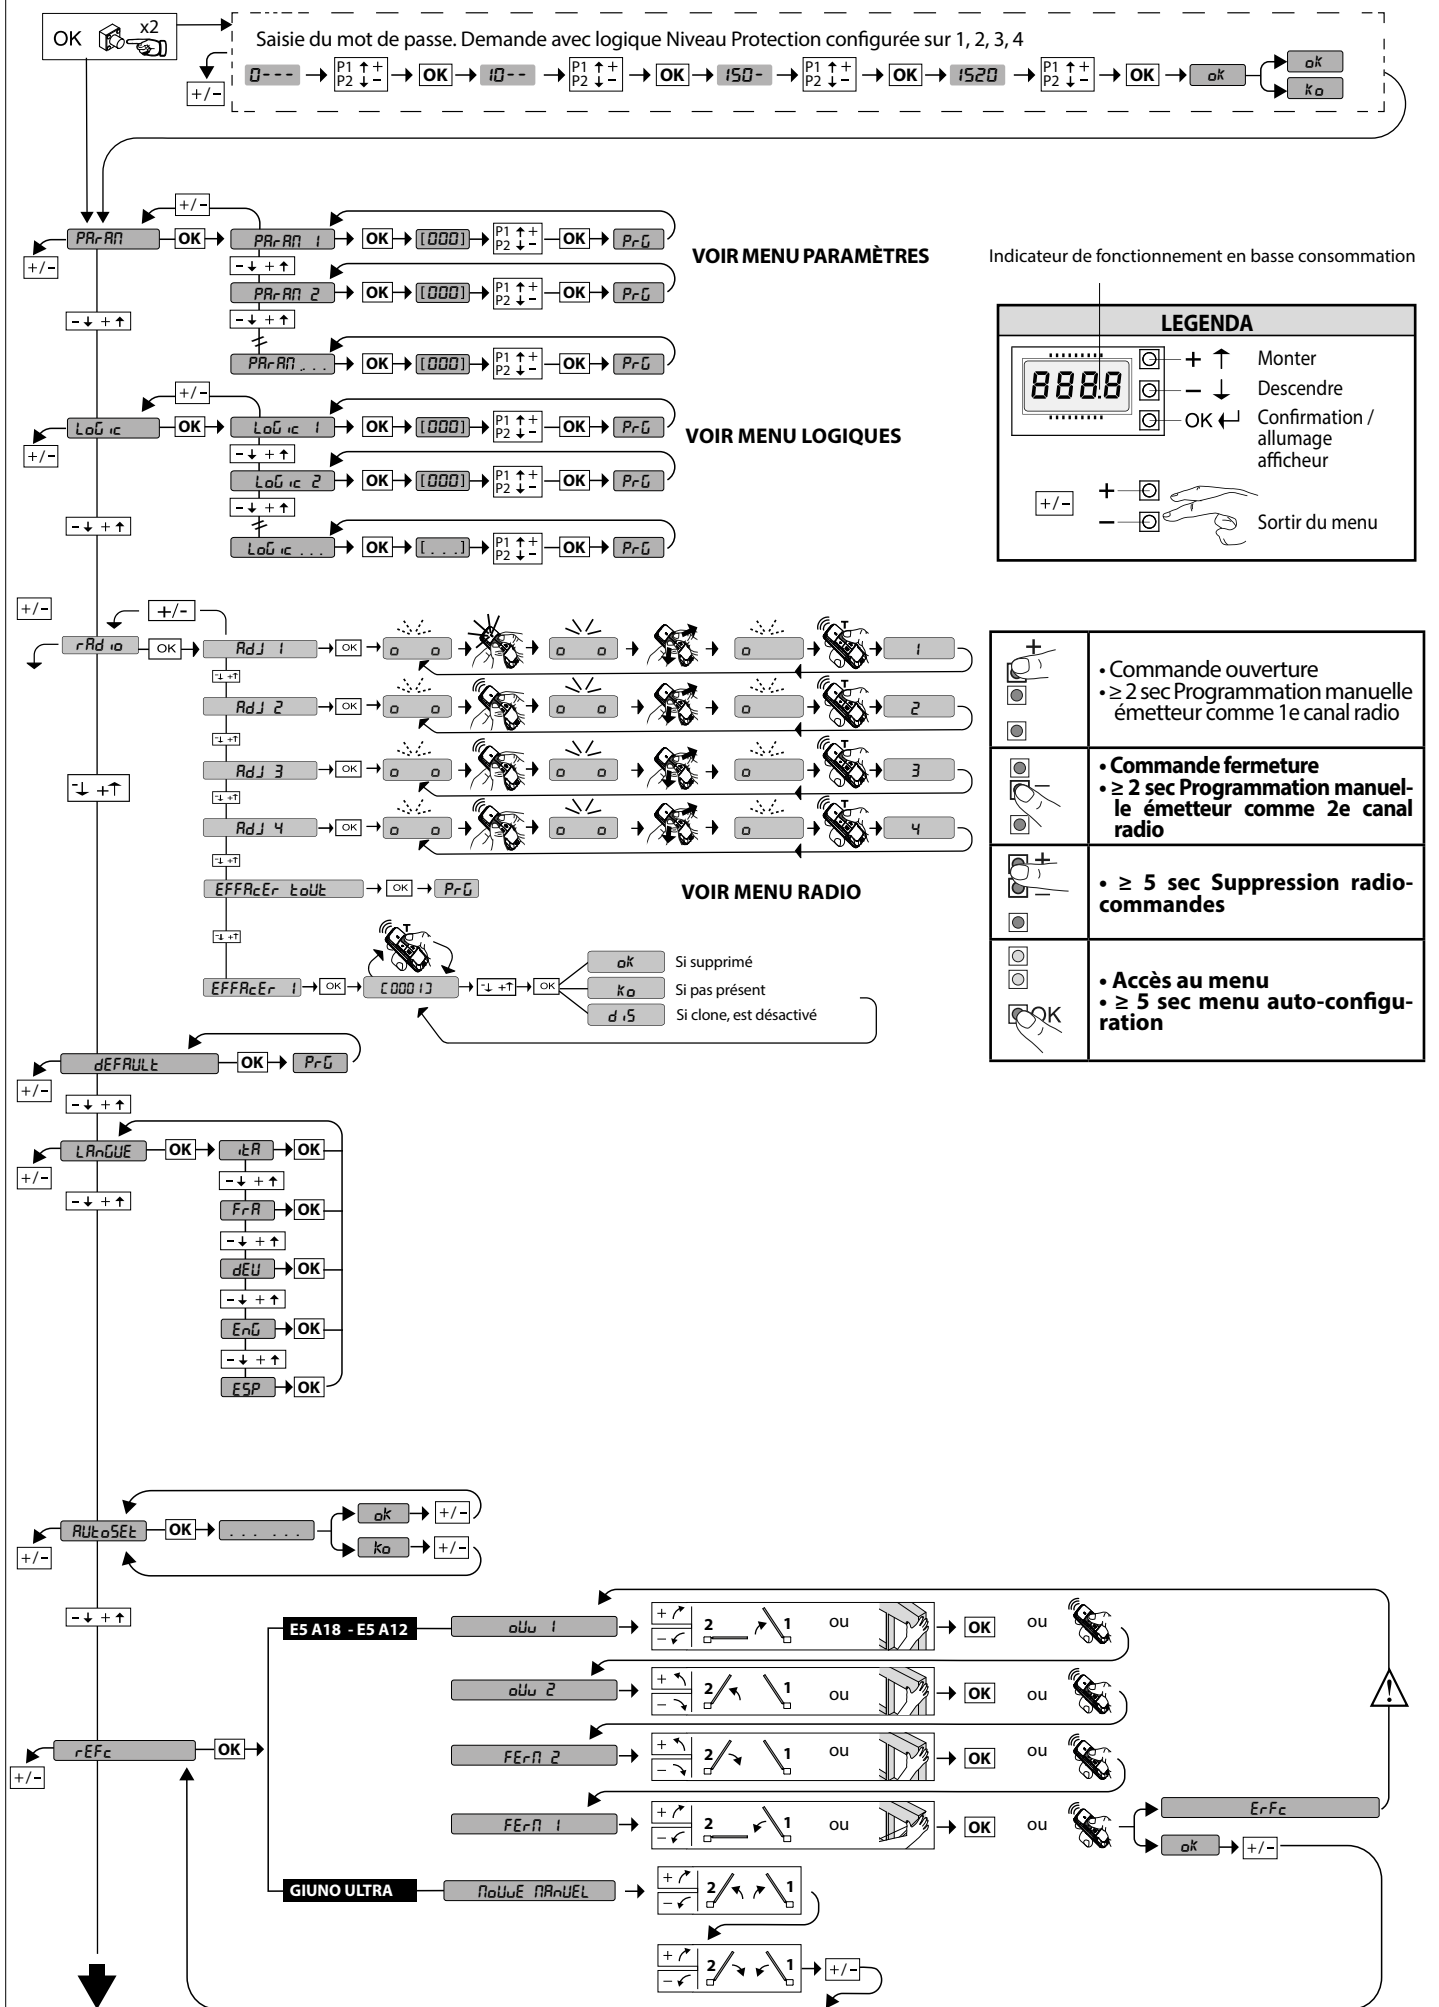 OK x2
Saisie du mot de passe. Demande avec logique Niveau Protection configurée sur 1, 2, 3, 4
0--- P1 ↑ + P2 ↓ − OK 10-- P1 ↑ + P2 ↓ − OK 150- P1 ↑ + P2 ↓ − OK 1520 P1 ↑ + P2 ↓ − OK oK oK
Ko
+/-
+/-
PArAM OK PArAM 1 OK [000] P1 ↑ + P2 ↓ − OK PrG
+/-
- ↓ + ↑
PArAM 2 OK [000] P1 ↑ + P2 ↓ − OK PrG
- ↓ + ↑
- ↓ + ↑
PArAM ... OK [000] P1 ↑ + P2 ↓ − OK PrG
VOIR MENU PARAMÈTRES
+/-
LoGic OK LoGic 1 OK [000] P1 ↑ + P2 ↓ − OK PrG
+/-
- ↓ + ↑
LoGic 2 OK [000] P1 ↑ + P2 ↓ − OK PrG
- ↓ + ↑
- ↓ + ↑
LoGic ... OK [...] P1 ↑ + P2 ↓ − OK PrG
VOIR MENU LOGIQUES
Indicateur de fonctionnement en basse consommation
LEGENDA
888.8
+ ↑ Monter
− ↓ Descendre
OK Confirmation /
allumage
afficheur
+/- + − Sortir du menu
+/- +/-
rAdio OK AdJ 1 OK o o o o o T 1
-↓ +↑
AdJ 2 OK o o o o o T 2
-↓ +↑
AdJ 3 OK o o o o o T 3
-↓ +↑
-↓ +↑
AdJ 4 OK o o o o o T 4
-↓ +↑
EFFAcEr toUt OK PrG
VOIR MENU RADIO
-↓ +↑
T
EFFAcEr 1 OK [0001] -↓ +↑ OK
oK Si supprimé
Ko Si pas présent
diS Si clone, est désactivé
+
• Commande ouverture
• ≥ 2 sec Programmation manuelle
émetteur comme 1e canal radio
−
• Commande fermeture
• ≥ 2 sec Programmation manuel-
le émetteur comme 2e canal
radio
+
−
• ≥ 5 sec Suppression radio-
commandes
OK
• Accès au menu
• ≥ 5 sec menu auto-configu-
ration
dEFAULt OK PrG
+/-
- ↓ + ↑
LAnGUE OK itA OK
+/-
- ↓ + ↑
- ↓ + ↑
FrA OK
- ↓ + ↑
dEU OK
- ↓ + ↑
EnG OK
- ↓ + ↑
ESP OK
AUtoSEt OK ... ... oK +/-
Ko +/-
+/-
- ↓ + ↑
E5 A18 - E5 A12 oUv 1 + − 2 1 ou OK ou
oUv 2 + − 2 1 ou OK ou
rEFc OK
+/-
FErM 2 + − 2 1 ou OK ou
FErM 1 + − 2 1 ou OK ou ErFc
oK +/-
!
GIUNO ULTRA MoUvE MAnUEL + − 2 1
+ − 2 1 +/-